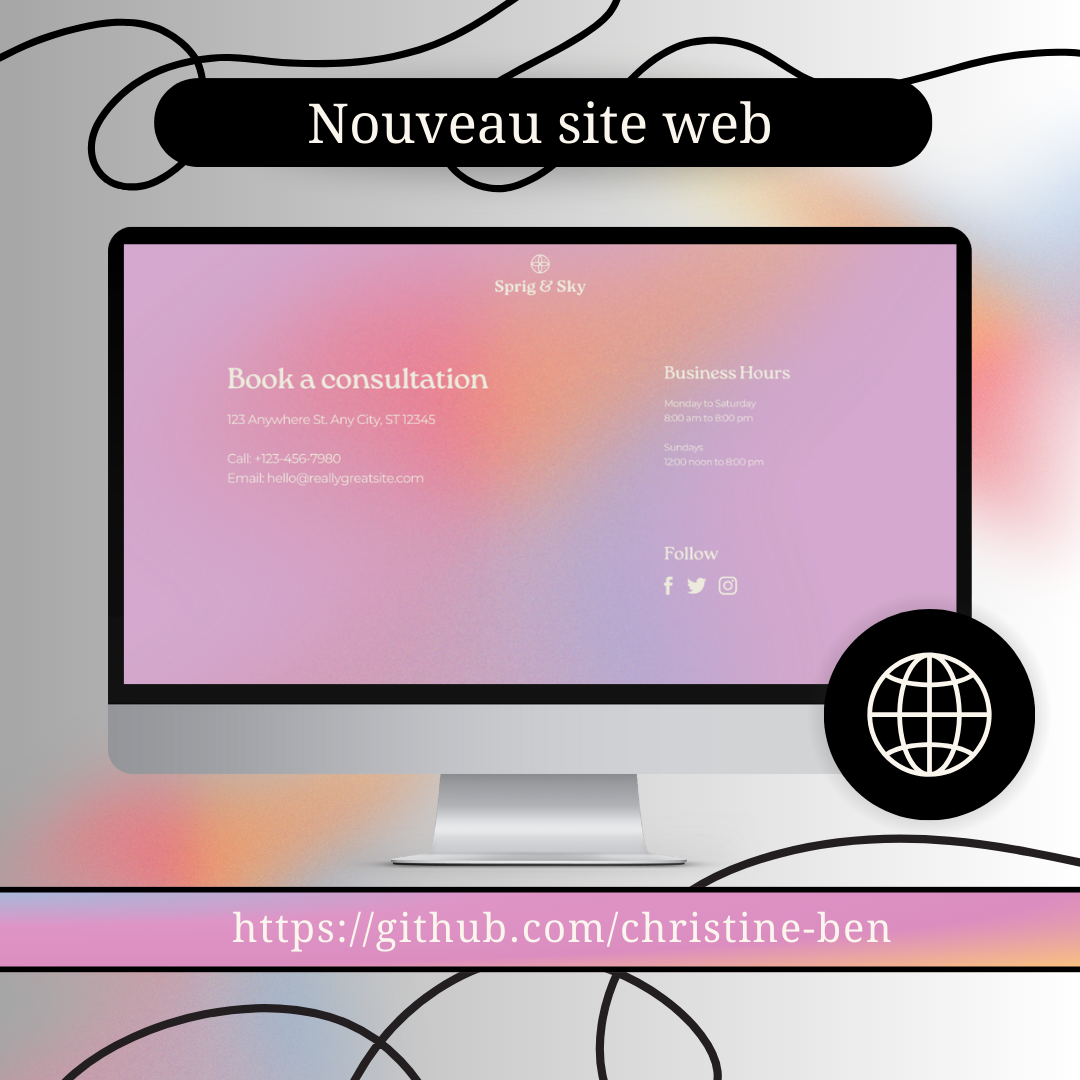 Nouveau site web
Sprig & Sky
Book a consultation
123 Anywhere St. Any City, ST 12345
Call: +123-456-7980
Email: hello@reallygreatsite.com
Business Hours
Monday to Saturday
8:00 am to 8:00 pm
Sundays
12:00 noon to 8:00 pm
Follow
https://github.com/christine-ben